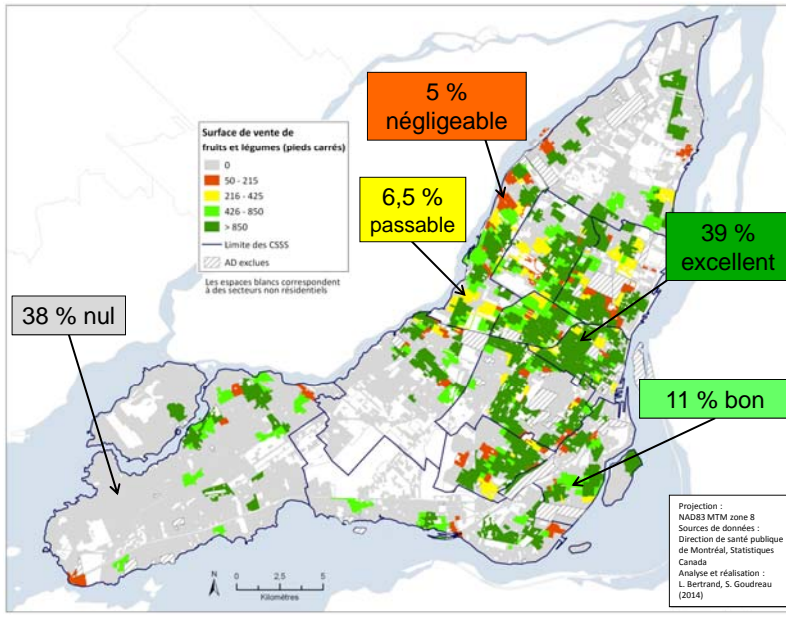 5 %
négligeable
Surface de vente de
fruits et légumes (pieds carrés)
0
50 - 215
216 - 425
426 - 850
> 850
Limite des CSSS
AD exclues
Les espaces blancs correspondent
à des secteurs non résidentiels
6,5 %
passable
39 %
excellent
38 % nul
11 % bon
N
0 2,5 5
Kilomètres
Projection :
NAD83 MTM zone 8
Sources de données :
Direction de santé publique
de Montréal, Statistiques
Canada
Analyse et réalisation :
L. Bertrand, S. Goudreau
(2014)